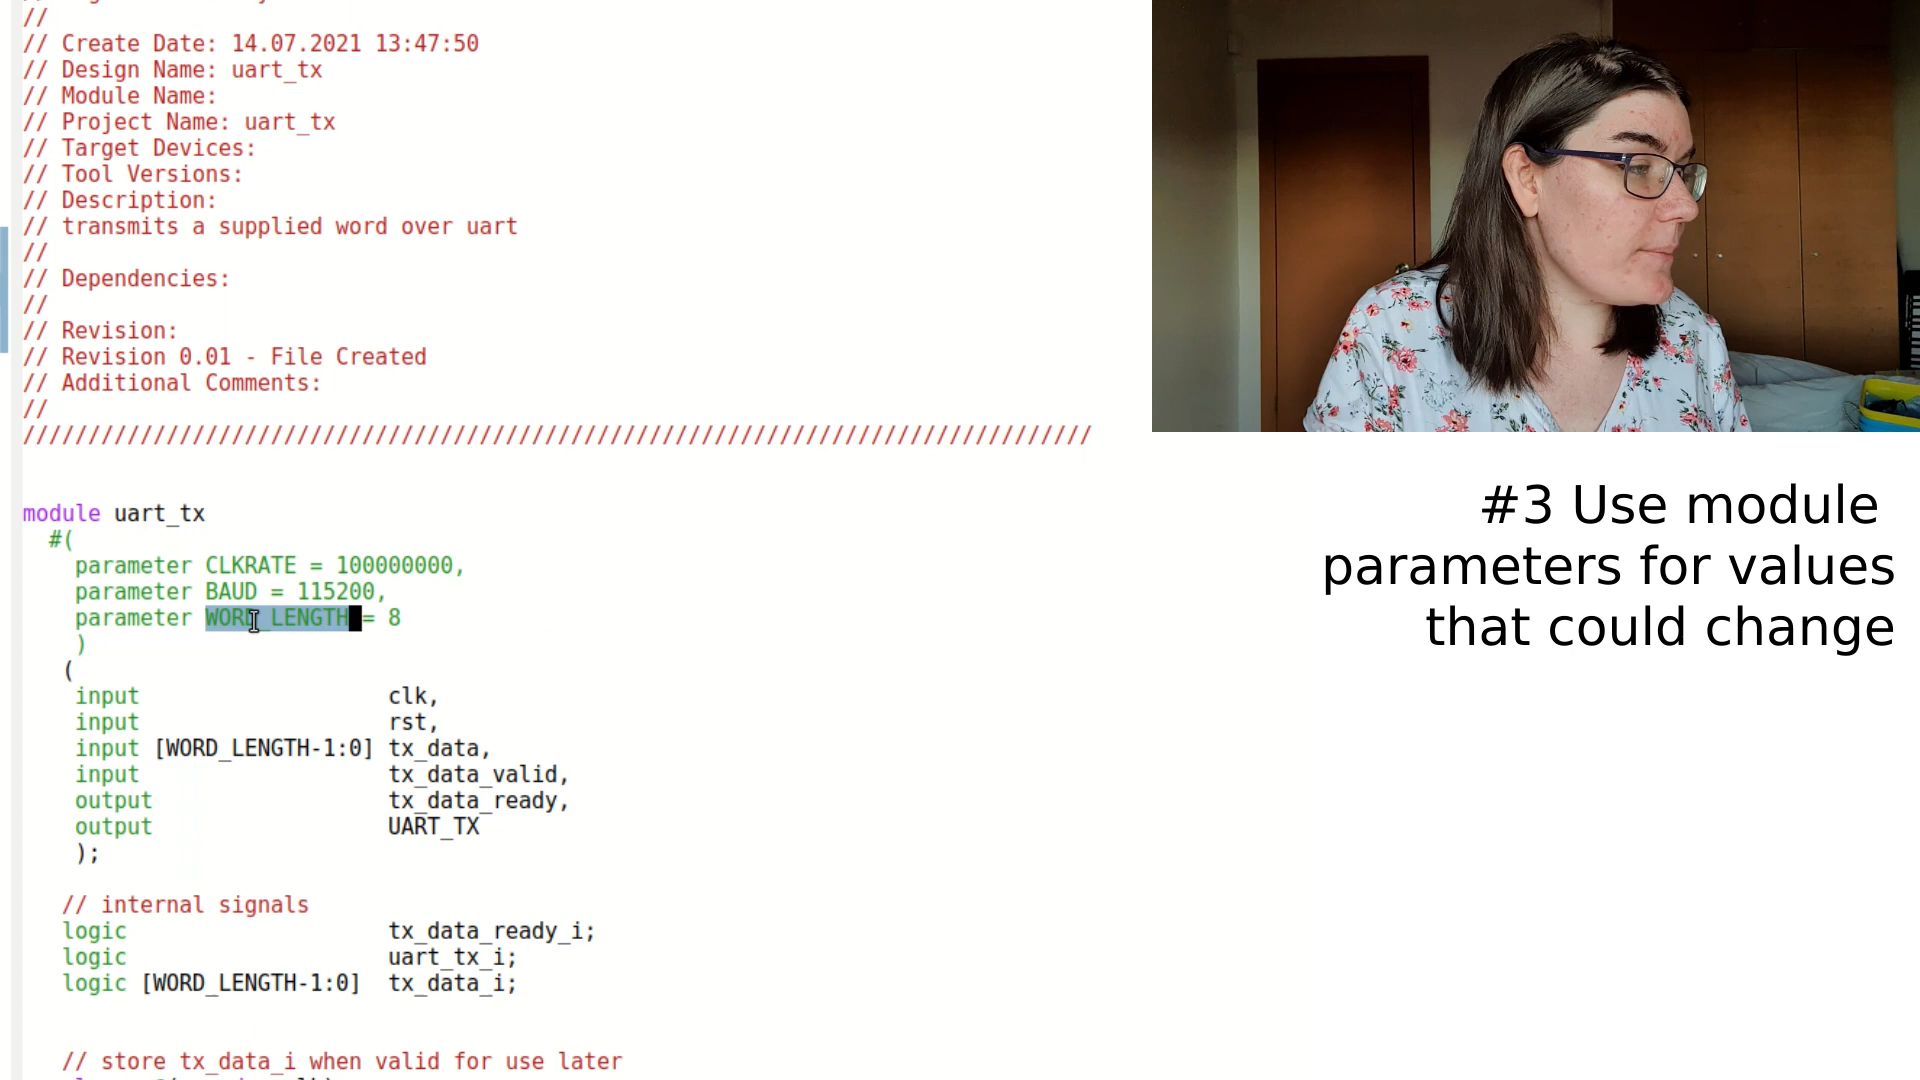 //
// Create Date: 14.07.2021 13:47:50
// Design Name: uart_tx
// Module Name:
// Project Name: uart_tx
// Target Devices:
// Tool Versions:
// Description:
// transmits a supplied word over uart
//
// Dependencies:
//
// Revision:
// Revision 0.01 - File Created
// Additional Comments:
//
//////////////////////////////////////////////////////////////////////////////////
module uart_tx
#(
parameter CLKRATE = 100000000,
parameter BAUD = 115200,
parameter WORD_LENGTH = 8
)
(
input clk,
input rst,
input [WORD_LENGTH-1:0] tx_data,
input tx_data_valid,
output tx_data_ready,
output UART_TX
);
// internal signals
logic tx_data_ready_i;
logic uart_tx_i;
logic [WORD_LENGTH-1:0] tx_data_i;
// store tx_data_i when valid for use later
#3 Use module
parameters for values
that could change